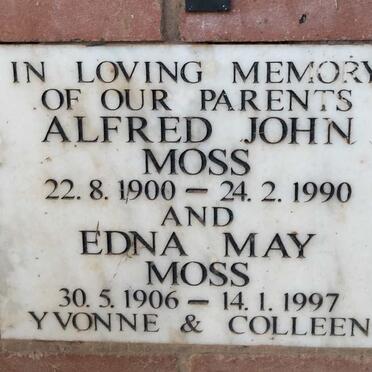 IN LOVING MEMORY
OF OUR PARENTS
ALFRED JOHN
MOSS
22. 8. 1900 – 24. 2. 1990
AND
EDNA MAY
MOSS
30. 5. 1906 – 14. 1. 1997
YVONNE & COLLEEN